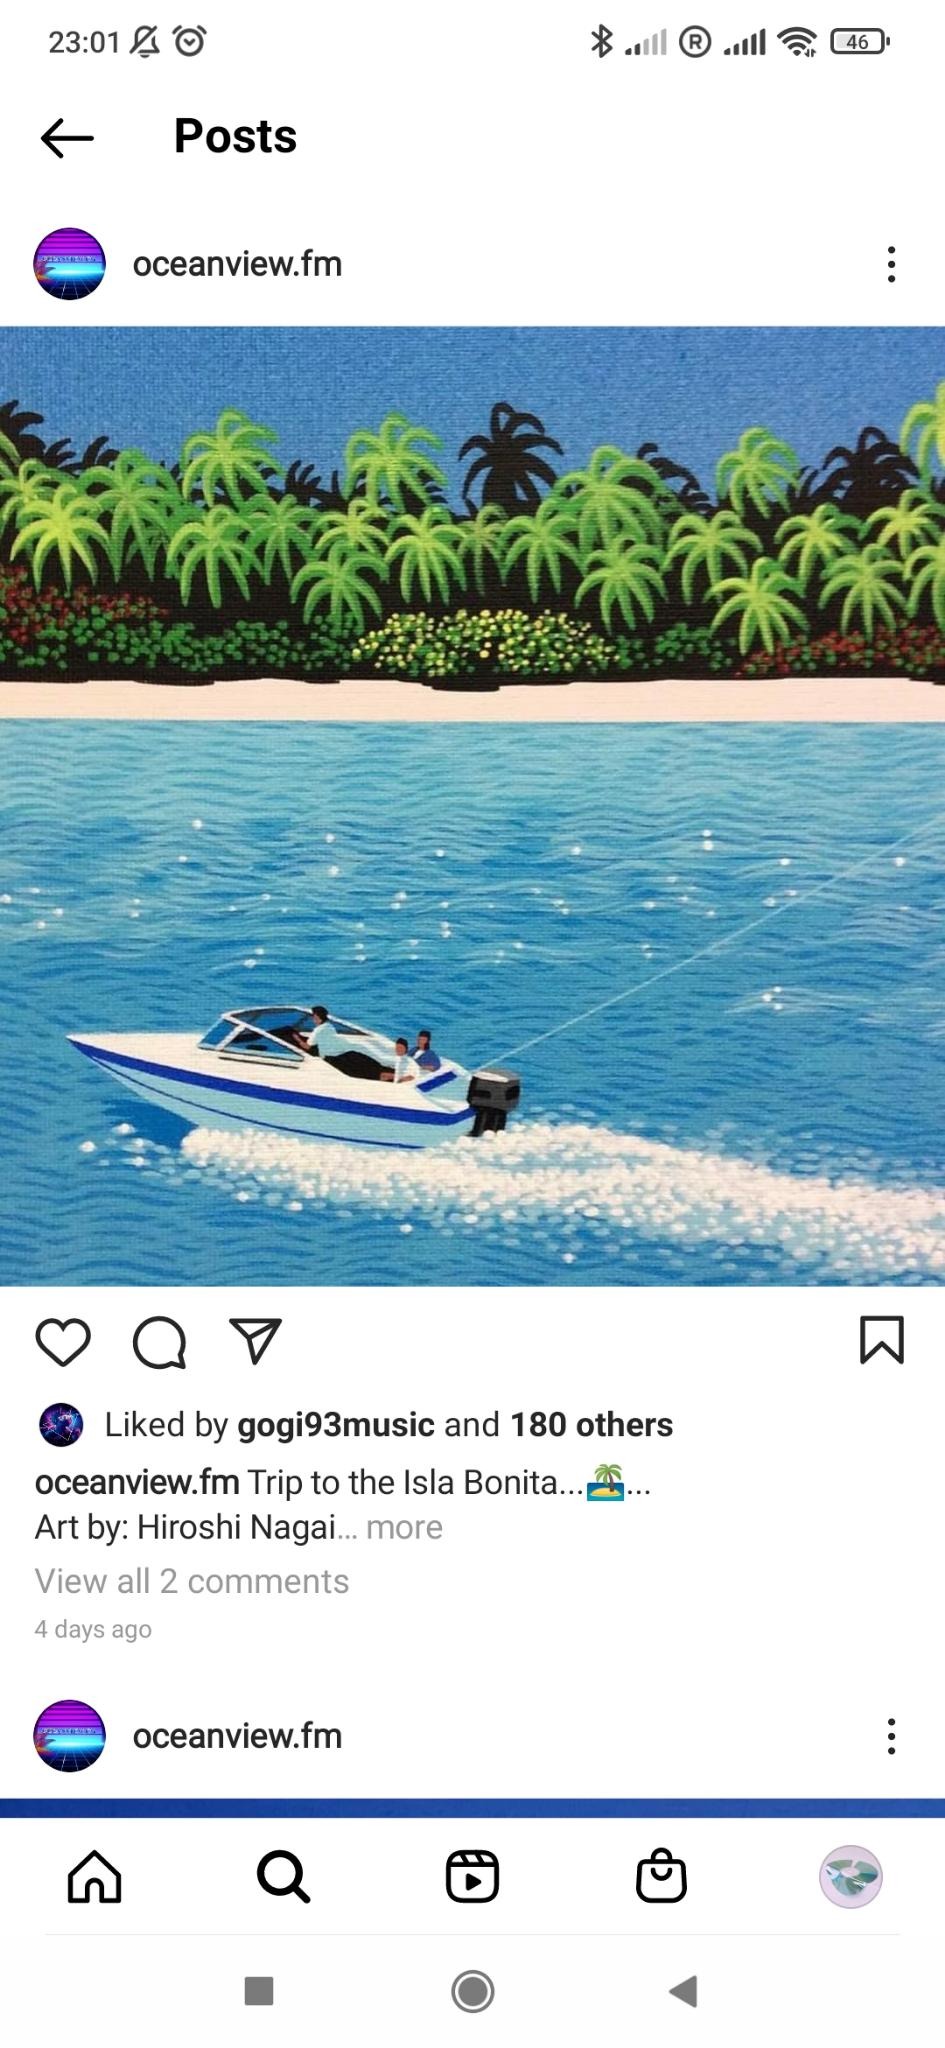 23:01 R 46
Posts
oceanview.fm
Liked by gogi93music and 180 others
oceanview.fm Trip to the Isla Bonita...🏝️...
Art by: Hiroshi Nagai... more
View all 2 comments
4 days ago
oceanview.fm